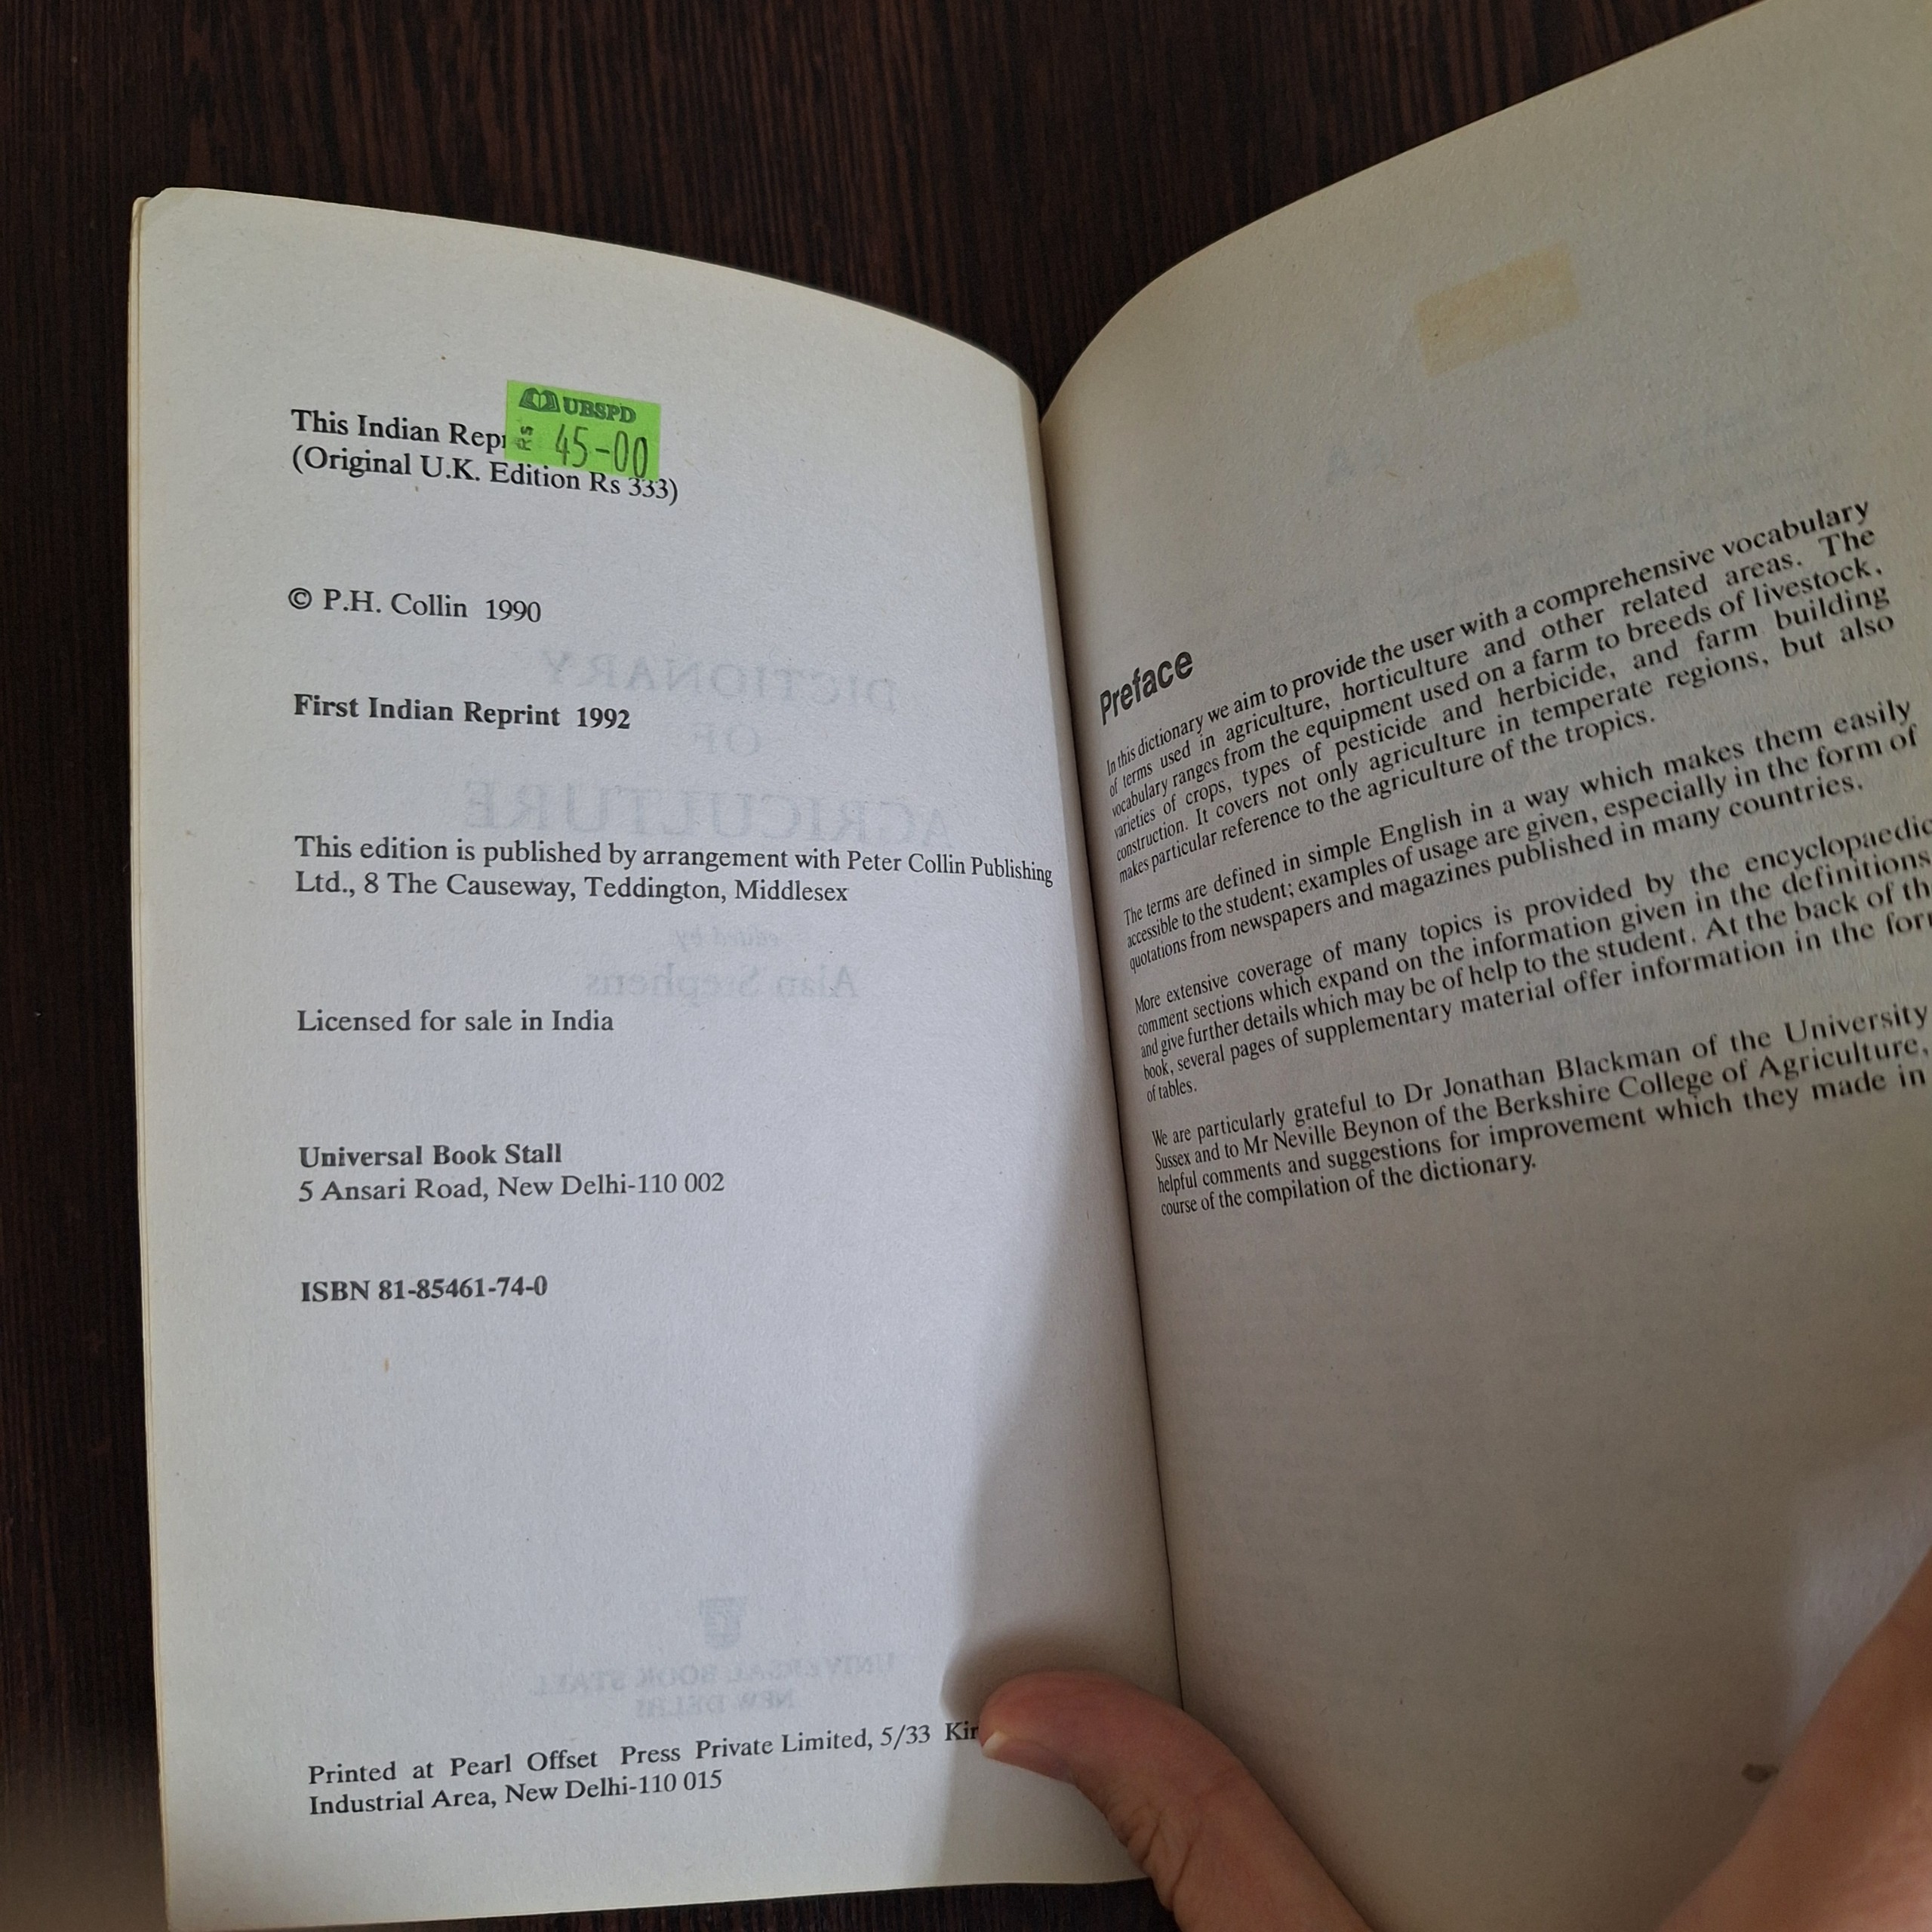 This Indian
UBSPD
RS 45-00
(Original U.K. Edition Rs 333)
© P.H. Collin 1990
First Indian Reprint 1992
This edition is published by arrangement with Peter Collin Publishing
Ltd., 8 The Causeway, Teddington, Middlesex
Licensed for sale in India
Universal Book Stall
5 Ansari Road, New Delhi-110 002
ISBN 81-85461-74-0
Printed at Pearl Offset Press Private Limited, 5/33
Industrial Area, New Delhi-110 015
Preface
In this dictionary we aim to provide the user with a comprehensive vocabulary
of terms used in agriculture, horticulture and other related areas. The
vocabulary ranges from the equipment used on a farm to breeds of livestock,
varieties of crops, types of pesticide and herbicide, and farm building
construction. It covers not only agriculture in temperate regions, but also
makes particular reference to the agriculture of the tropics.
The terms are defined in simple English in a way which makes them easily
accessible to the student; examples of usage are given, especially in the form of
quotations from newspapers and magazines published in many countries.
More extensive coverage of many topics is provided by the encyclopaedic
comment sections which expand on the information given in the definitions
and give further details which may be of help to the student. At the back of
book, several pages of supplementary material offer information in the
of tables.
We are particularly grateful to Dr Jonathan Blackman of the University
Sussex and to Mr Neville Beynon of the Berkshire College of Agriculture,
helpful comments and suggestions for improvement which they made in
course of the compilation of the dictionary.